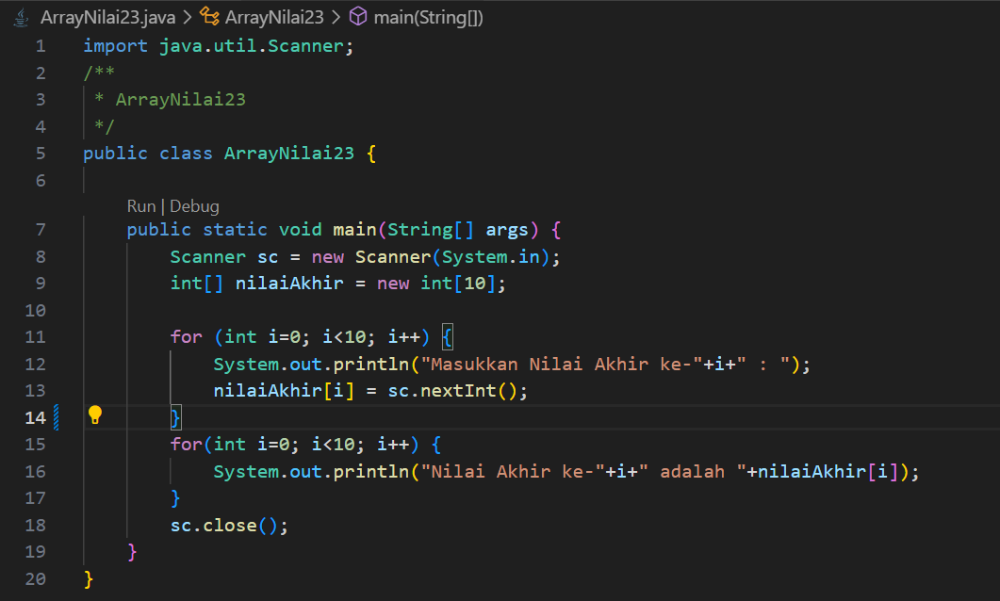 ArrayNilai23.java > ArrayNilai23 > main(String[])
1 import java.util.Scanner;
2 /**
3  * ArrayNilai23
4  */
5 public class ArrayNilai23 {
6
Run | Debug
7     public static void main(String[] args) {
8         Scanner sc = new Scanner(System.in);
9         int[] nilaiAkhir = new int[10];
10
11         for (int i=0; i<10; i++) {
12             System.out.println("Masukkan Nilai Akhir ke-"+i+" : ");
13             nilaiAkhir[i] = sc.nextInt();
14         }
15         for(int i=0; i<10; i++) {
16             System.out.println("Nilai Akhir ke-"+i+" adalah "+nilaiAkhir[i]);
17         }
18         sc.close();
19     }
20 }